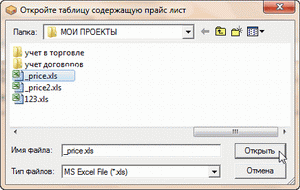 Откройте таблицу содержащую прайс лист
Папка: МОИ ПРОЕКТЫ
учет в торговле
учет договоров
_price.xls
_price2.xls
123.xls
Имя файла: _price.xls Открыть
Тип файлов: MS Excel File (*.xls) Отмена